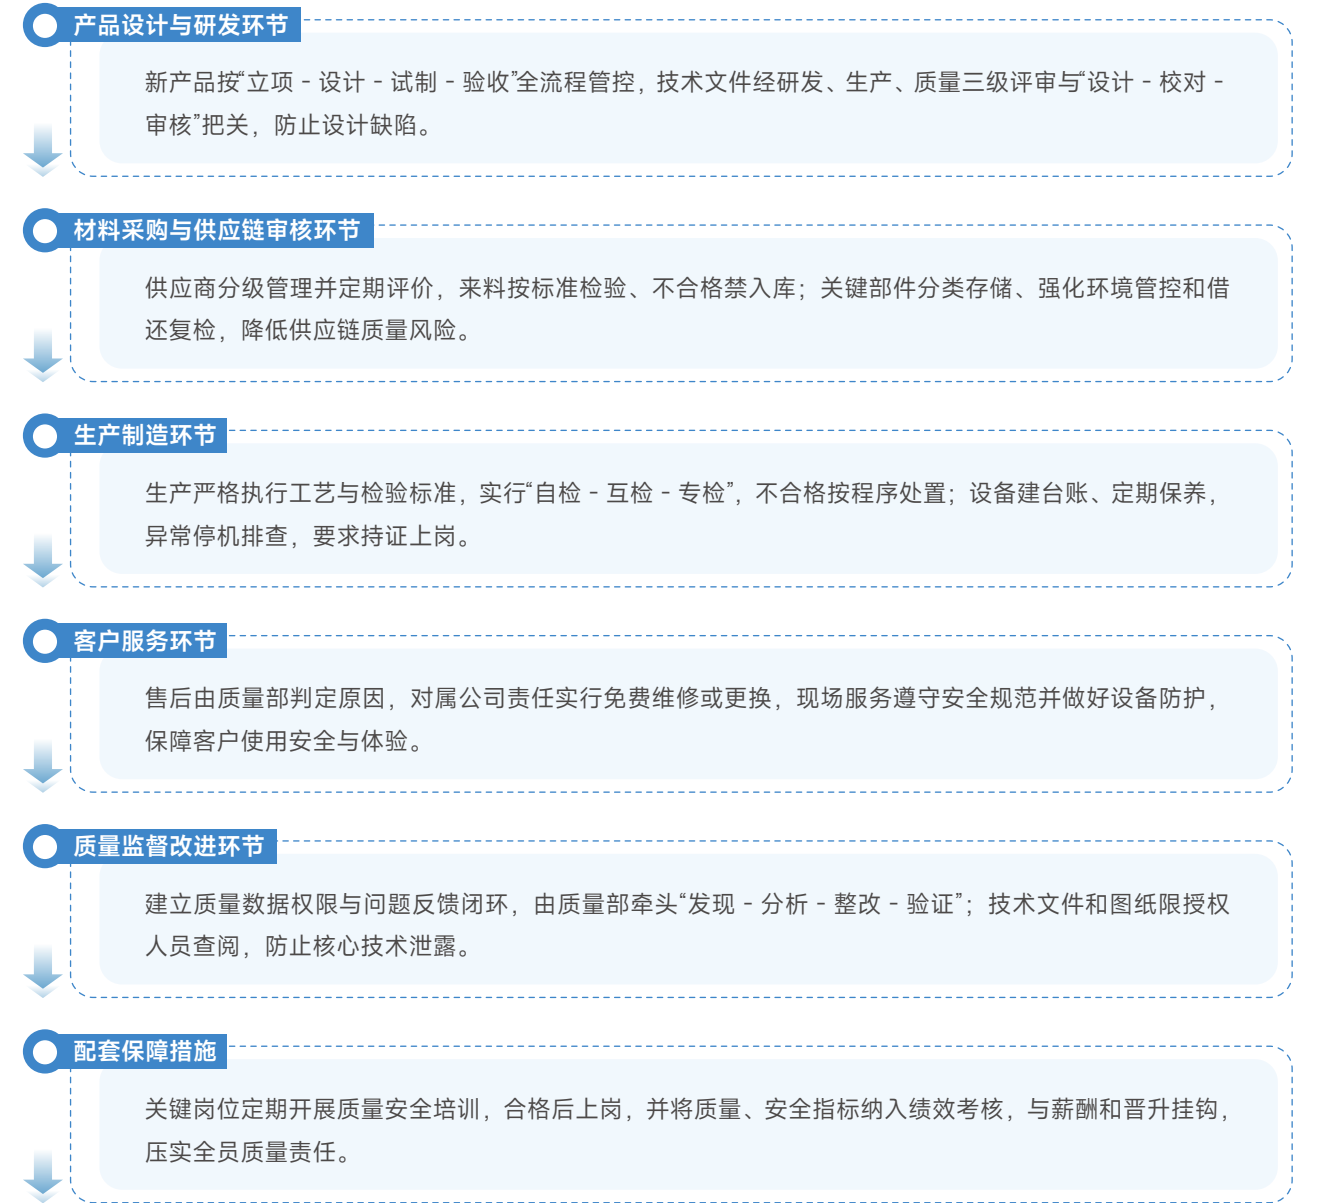 产品设计与研发环节
新产品按“立项 - 设计 - 试制 - 验收”全流程管控，技术文件经研发、生产、质量三级评审与“设计 - 校对 -
审核”把关，防止设计缺陷。
材料采购与供应链审核环节
供应商分级管理并定期评价，来料按标准检验、不合格禁入库；关键部件分类存储、强化环境管控和借
还复检，降低供应链质量风险。
生产制造环节
生产严格执行工艺与检验标准，实行“自检 - 互检 - 专检”，不合格按程序处置；设备建台账、定期保养，
异常停机排查，要求持证上岗。
客户服务环节
售后由质量部判定原因，对属公司责任实行免费维修或更换，现场服务遵守安全规范并做好设备防护，
保障客户使用安全与体验。
质量监督改进环节
建立质量数据权限与问题反馈闭环，由质量部牵头“发现 - 分析 - 整改 - 验证”；技术文件和图纸限授权
人员查阅，防止核心技术泄露。
配套保障措施
关键岗位定期开展质量安全培训，合格后上岗，并将质量、安全指标纳入绩效考核，与薪酬和晋升挂钩，
压实全员质量责任。